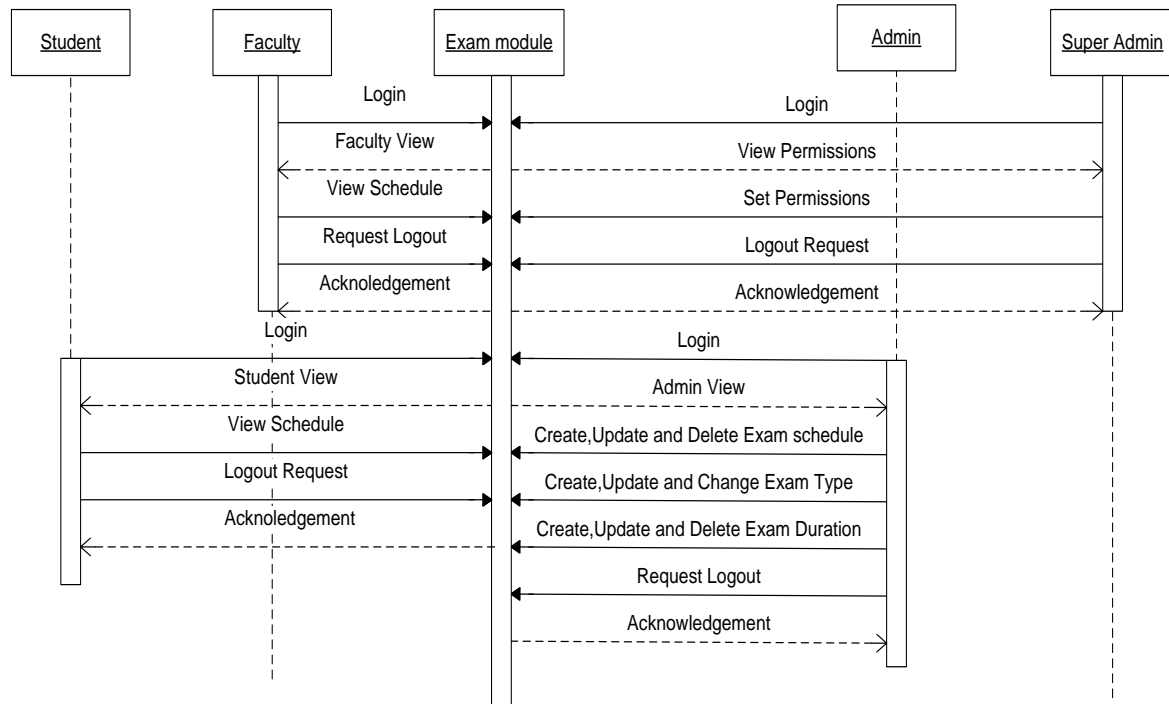 Student
Faculty
Exam module
Admin
Super Admin
Login
Login
Faculty View
View Permissions
View Schedule
Set Permissions
Request Logout
Logout Request
Acknoledgement
Acknowledgement
Login
Login
Student View
Admin View
View Schedule
Create,Update and Delete Exam schedule
Logout Request
Create,Update and Change Exam Type
Acknoledgement
Create,Update and Delete Exam Duration
Request Logout
Acknowledgement